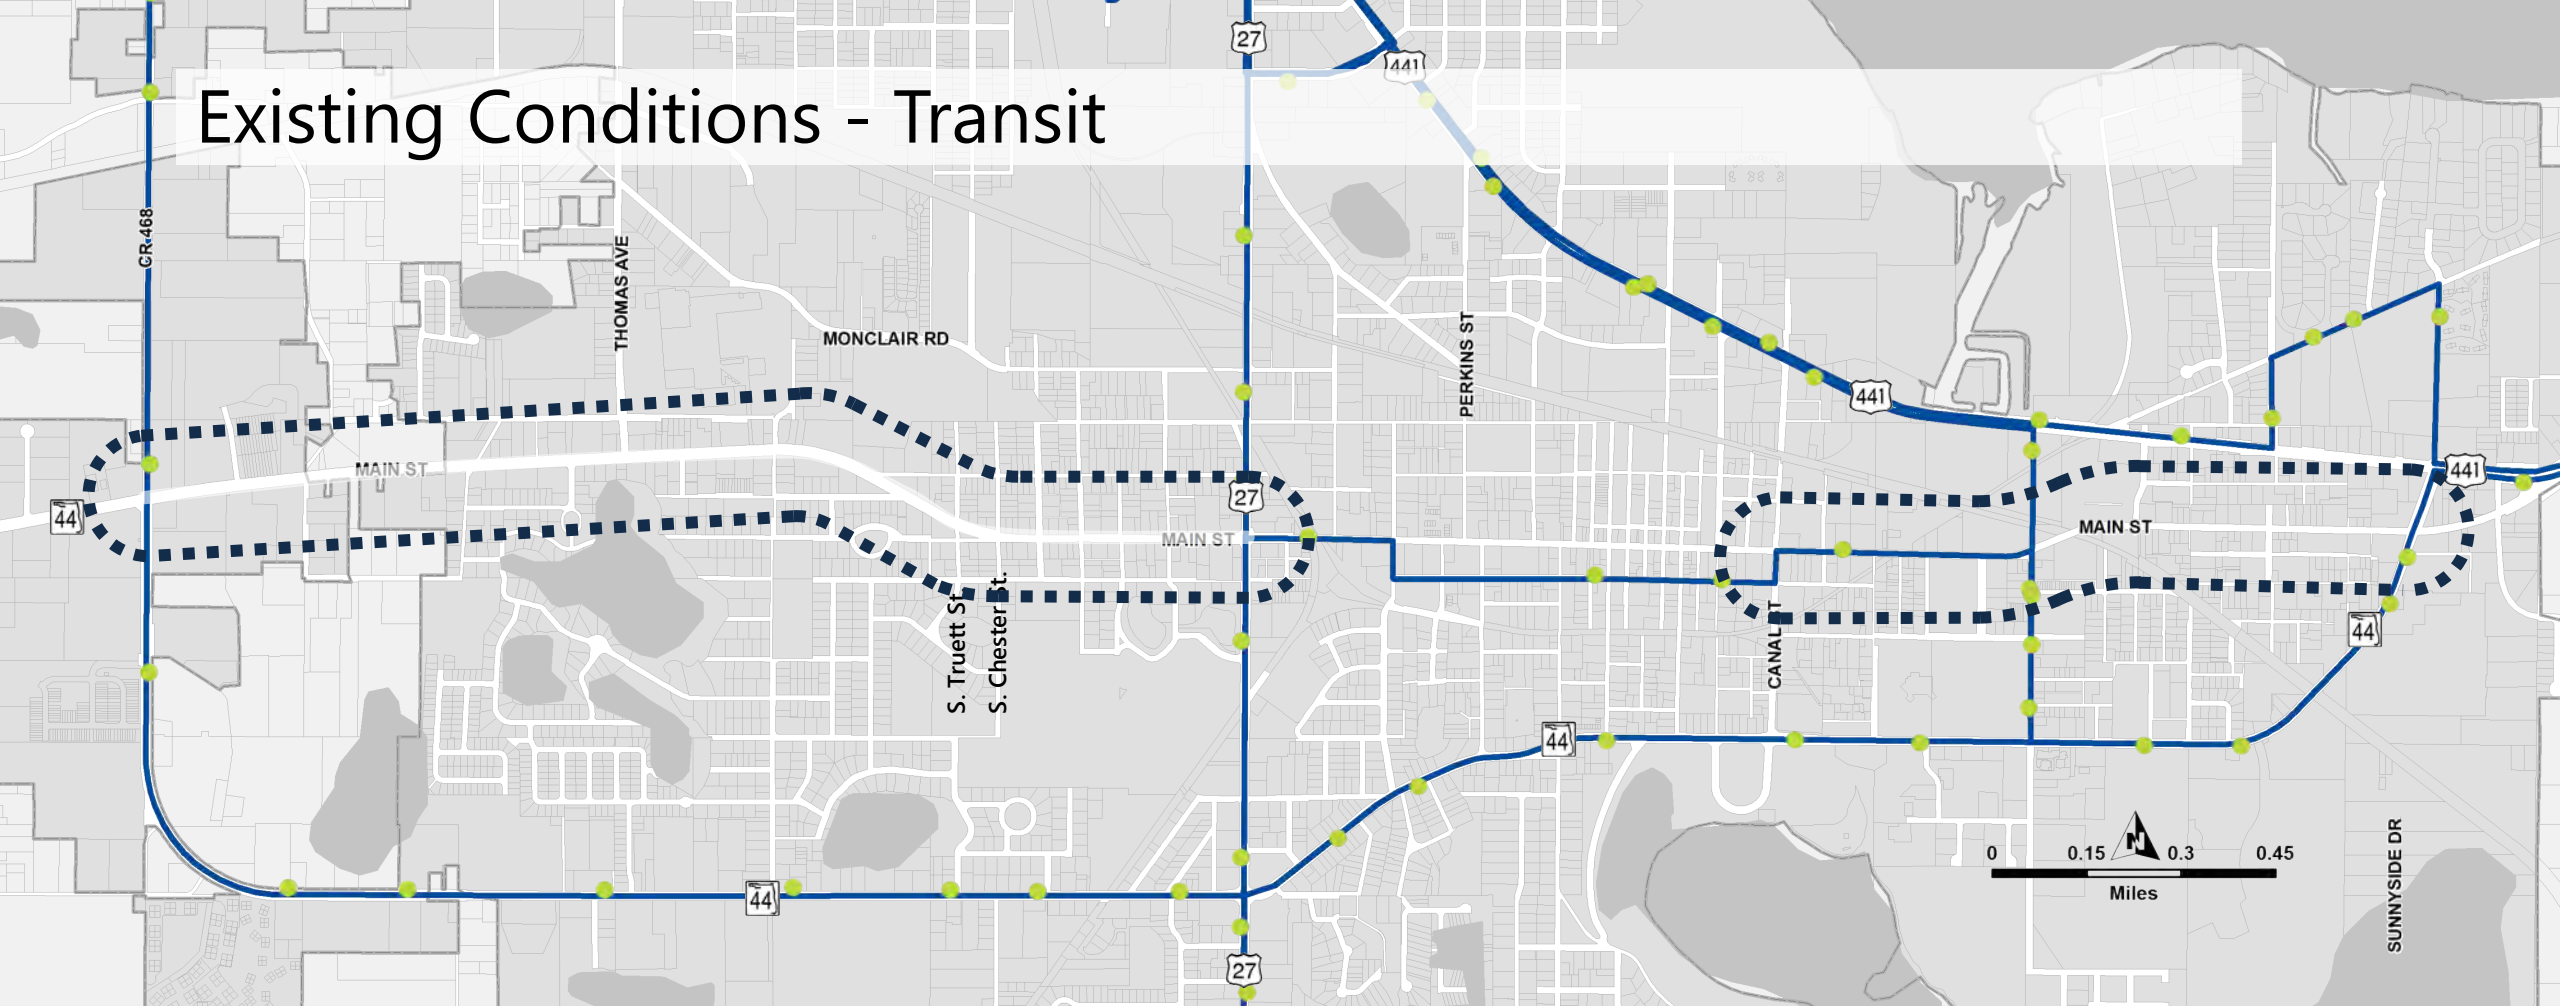 27
441
Existing Conditions - Transit
CR 468
THOMAS AVE
MONCLAIR RD
PERKINS ST
441
MAIN ST
441
44
27
MAIN ST
MAIN ST
S. Truett St.
S. Chester St.
CANAL ST
44
44
0 0.15 N 0.3 0.45
Miles
SUNNYSIDE DR
44
27